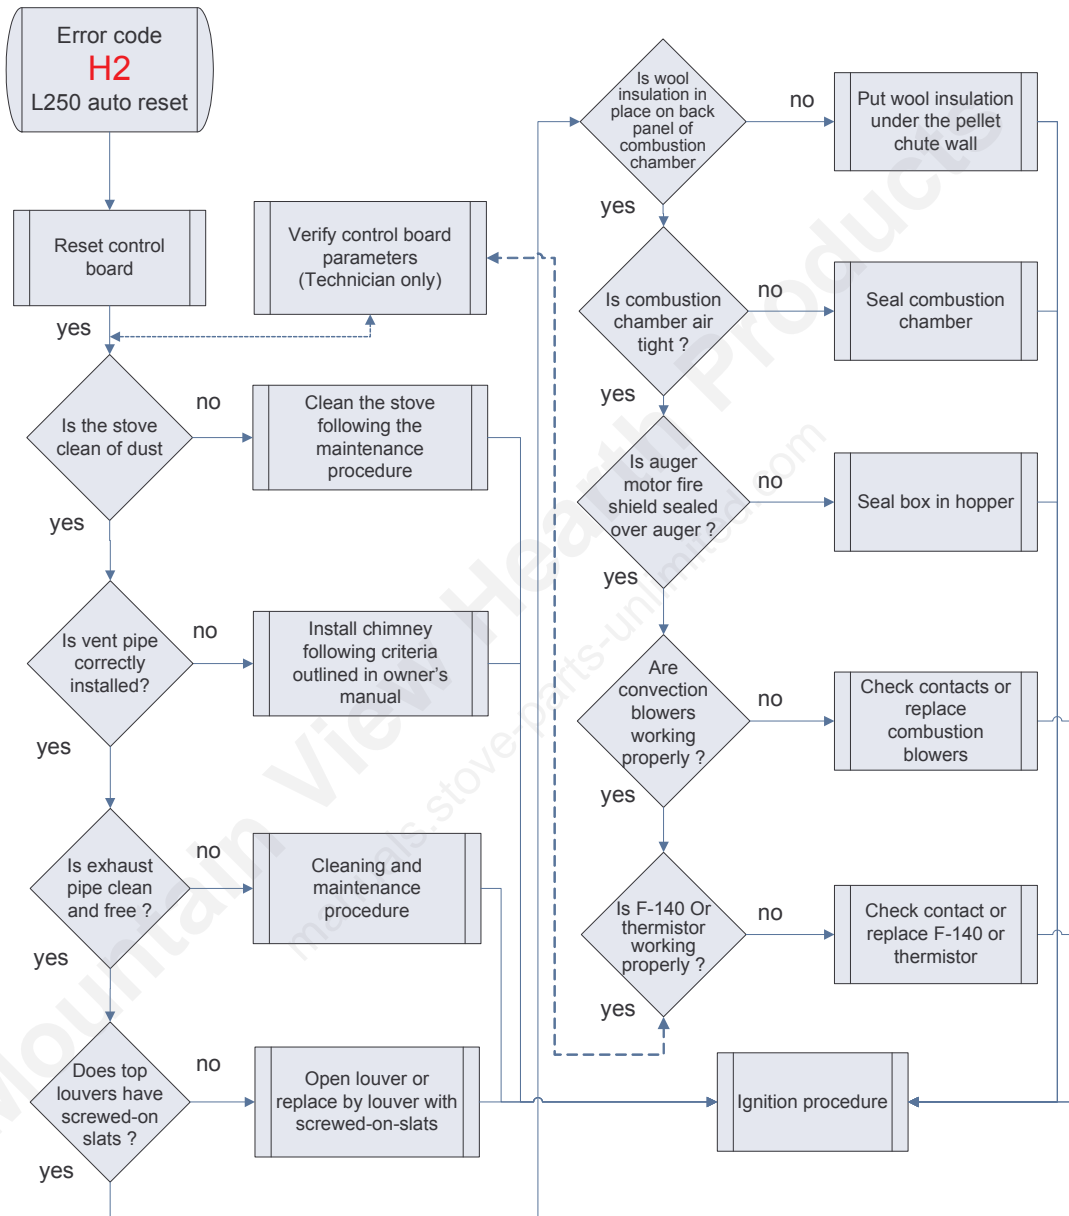 Error code
H2
L250 auto reset
Reset control
board
Verify control board
parameters
(Technician only)
yes
Is the stove
clean of dust
no
Clean the stove
following the
maintenance
procedure
yes
Is vent pipe
correctly
installed?
no
Install chimney
following criteria
outlined in owner's
manual
yes
Is exhaust
pipe clean
and free ?
no
Cleaning and
maintenance
procedure
yes
Does top
louvers have
screwed-on
slats ?
no
Open louver or
replace by louver with
screwed-on-slats
yes
Is wool
insulation in
place on back
panel of
combustion
chamber
no
Put wool insulation
under the pellet
chute wall
yes
Is combustion
chamber air
tight ?
no
Seal combustion
chamber
yes
Is auger
motor fire
shield sealed
over auger ?
no
Seal box in hopper
yes
Are
convection
blowers
working
properly ?
no
Check contacts or
replace
combustion
blowers
yes
Is F-140 Or
thermistor
working
properly ?
no
Check contact or
replace F-140 or
thermistor
yes
Ignition procedure
Mountain View Hearth Products
manuals.stove-parts-unlimited.com